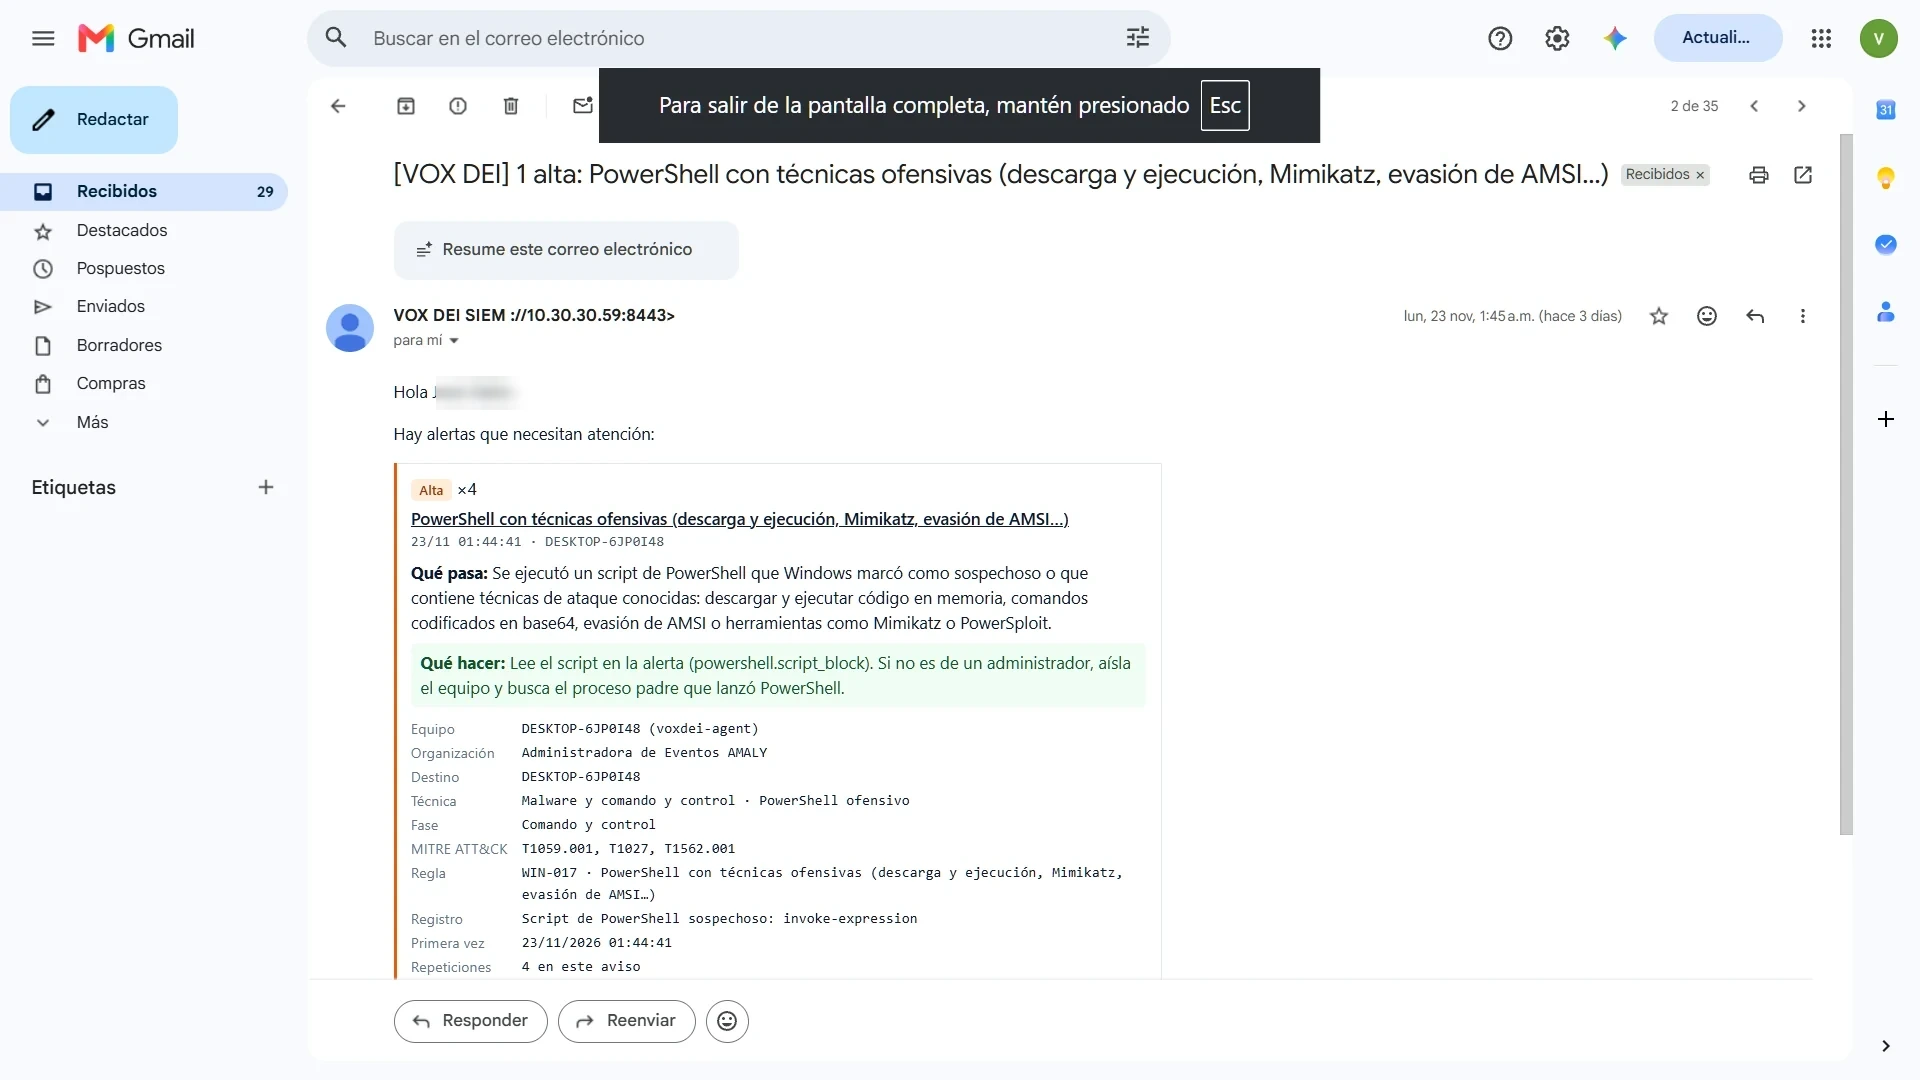 Gmail
Buscar en el correo electrónico
Actuali...
V
Redactar
Para salir de la pantalla completa, mantén presionado Esc
2 de 35
31
Recibidos 29
Destacados
Pospuestos
Enviados
Borradores
Compras
Más
Etiquetas
[VOX DEI] 1 alta: PowerShell con técnicas ofensivas (descarga y ejecución, Mimikatz, evasión de AMSI...) Recibidos ×
Resume este correo electrónico
VOX DEI SIEM ://10.30.30.59:8443>
lun, 23 nov, 1:45 a.m. (hace 3 días)
para mí
Hola
Hay alertas que necesitan atención:
Alta ×4
PowerShell con técnicas ofensivas (descarga y ejecución, Mimikatz, evasión de AMSI...)
23/11 01:44:41 · DESKTOP-6JP0I48
Qué pasa: Se ejecutó un script de PowerShell que Windows marcó como sospechoso o que
contiene técnicas de ataque conocidas: descargar y ejecutar código en memoria, comandos
codificados en base64, evasión de AMSI o herramientas como Mimikatz o PowerSploit.
Qué hacer: Lee el script en la alerta (powershell.script_block). Si no es de un administrador, aísla
el equipo y busca el proceso padre que lanzó PowerShell.
Equipo DESKTOP-6JP0I48 (voxdei-agent)
Organización Administradora de Eventos AMALY
Destino DESKTOP-6JP0I48
Técnica Malware y comando y control · PowerShell ofensivo
Fase Comando y control
MITRE ATT&CK T1059.001, T1027, T1562.001
Regla WIN-017 · PowerShell con técnicas ofensivas (descarga y ejecución, Mimikatz,
evasión de AMSI…)
Registro Script de PowerShell sospechoso: invoke-expression
Primera vez 23/11/2026 01:44:41
Repeticiones 4 en este aviso
Responder
Reenviar